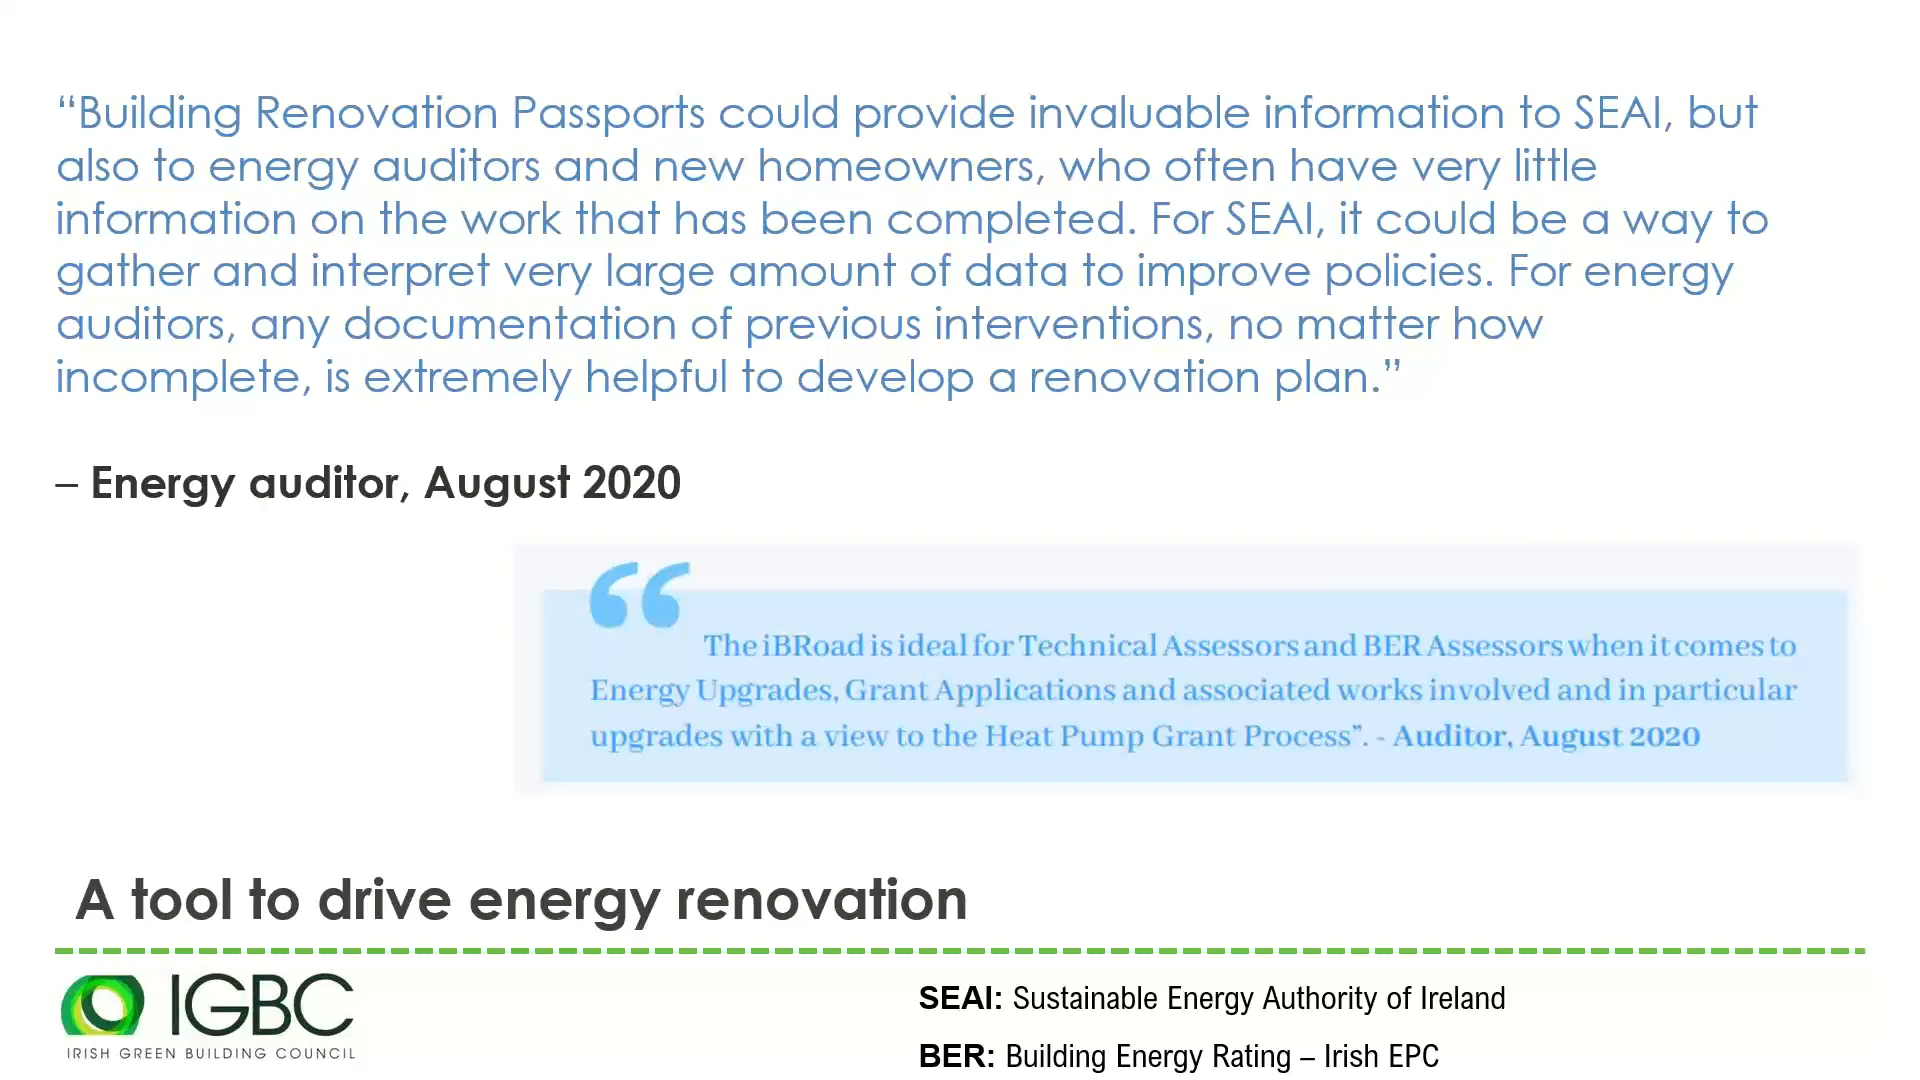 “Building Renovation Passports could provide invaluable information to SEAI, but
also to energy auditors and new homeowners, who often have very little
information on the work that has been completed. For SEAI, it could be a way to
gather and interpret very large amount of data to improve policies. For energy
auditors, any documentation of previous interventions, no matter how
incomplete, is extremely helpful to develop a renovation plan.”
– Energy auditor, August 2020
“
The iBRoad is ideal for Technical Assessors and BER Assessors when it comes to
Energy Upgrades, Grant Applications and associated works involved and in particular
upgrades with a view to the Heat Pump Grant Process”. - Auditor, August 2020
A tool to drive energy renovation
IGBC
IRISH GREEN BUILDING COUNCIL
SEAI: Sustainable Energy Authority of Ireland
BER: Building Energy Rating – Irish EPC